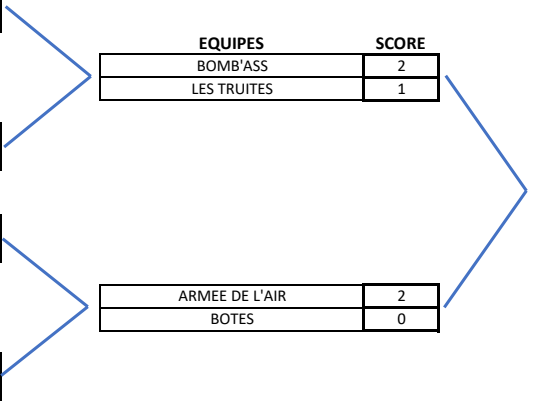 EQUIPES SCORE
BOMB'ASS 2
LES TRUITES 1
ARMEE DE L'AIR 2
BOTES 0